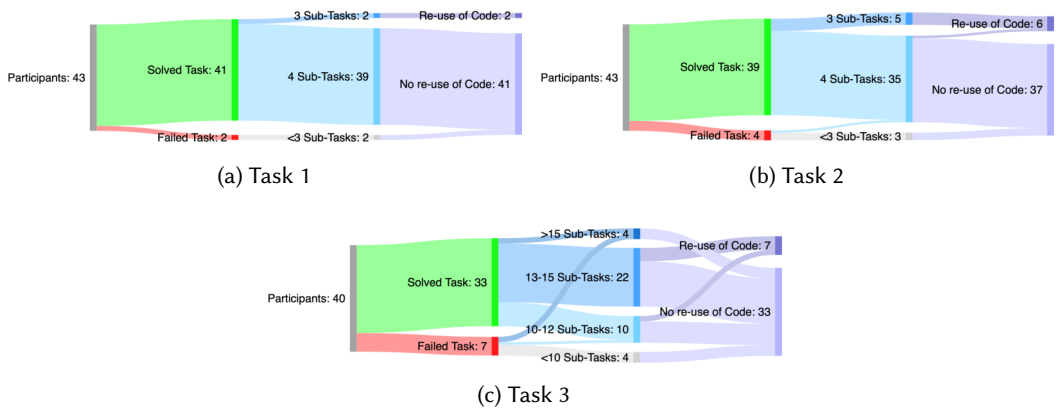 3 Sub-Tasks: 2
Re-use of Code: 2
Participants: 43
Solved Task: 41
4 Sub-Tasks: 39
No re-use of Code: 41
Failed Task: 2
<3 Sub-Tasks: 2
(a) Task 1
3 Sub-Tasks: 5
Re-use of Code: 6
Participants: 43
Solved Task: 39
4 Sub-Tasks: 35
No re-use of Code: 37
Failed Task: 4
<3 Sub-Tasks: 3
(b) Task 2
>15 Sub-Tasks: 4
Re-use of Code: 7
Solved Task: 33
13-15 Sub-Tasks: 22
Participants: 40
No re-use of Code: 33
10-12 Sub-Tasks: 10
Failed Task: 7
<10 Sub-Tasks: 4
(c) Task 3